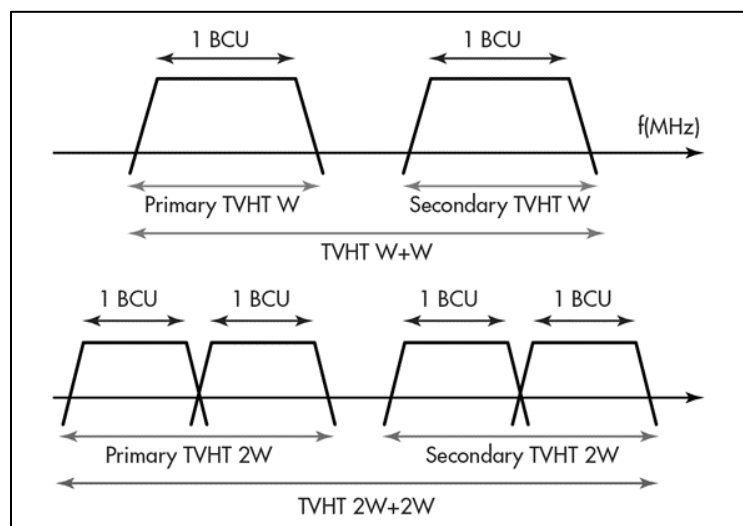 1 BCU 1 BCU
f(MHz)
Primary TVHT W Secondary TVHT W
TVHT W+W
1 BCU 1 BCU 1 BCU 1 BCU
Primary TVHT 2W Secondary TVHT 2W
TVHT 2W+2W